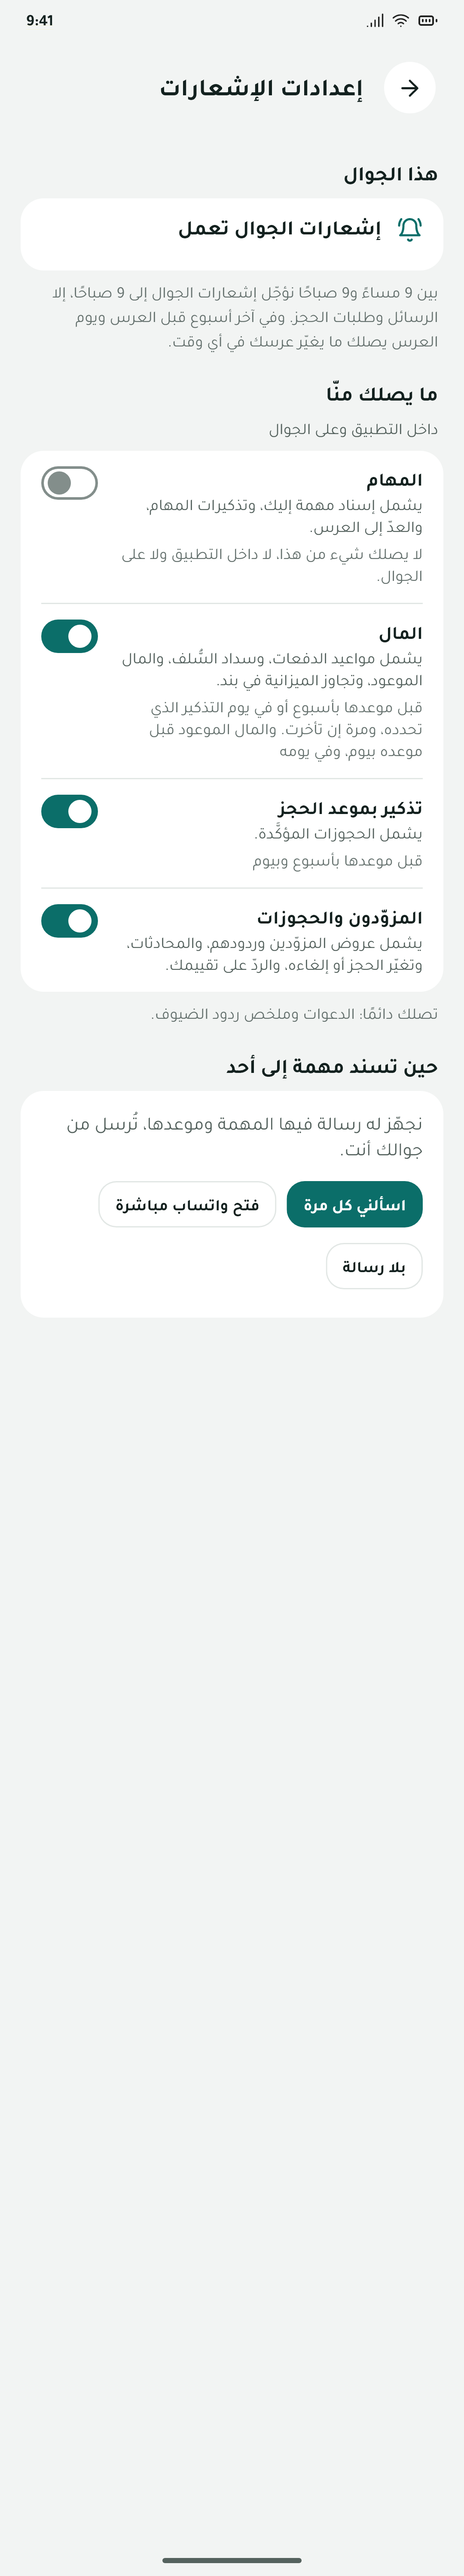 9:41
إعدادات الإشعارات
هذا الجوال
إشعارات الجوال تعمل
بين 9 مساءً و9 صباحًا نؤجّل إشعارات الجوال إلى 9 صباحًا، إلا
الرسائل وطلبات الحجز. وفي آخر أسبوع قبل العرس ويوم
العرس يصلك ما يغيّر عرسك في أي وقت.
ما يصلك منّا
داخل التطبيق وعلى الجوال
المهام
يشمل إسناد مهمة إليك، وتذكيرات المهام،
والعدّ إلى العرس.
لا يصلك شيء من هذا، لا داخل التطبيق ولا على
الجوال.
المال
يشمل مواعيد الدفعات، وسداد السُّلف، والمال
الموعود، وتجاوز الميزانية في بند.
قبل موعدها بأسبوع أو في يوم التذكير الذي
تحدده، ومرة إن تأخرت. والمال الموعود قبل
موعده بيوم، وفي يومه
تذكير بموعد الحجز
يشمل الحجوزات المؤكَّدة.
قبل موعدها بأسبوع وبيوم
المزوّدون والحجوزات
يشمل عروض المزوّدين وردودهم، والمحادثات،
وتغيّر الحجز أو إلغاءه، والردّ على تقييمك.
تصلك دائمًا: الدعوات وملخص ردود الضيوف.
حين تسند مهمة إلى أحد
نجهّز له رسالة فيها المهمة وموعدها، تُرسل من
جوالك أنت.
اسألني كل مرة
فتح واتساب مباشرة
بلا رسالة